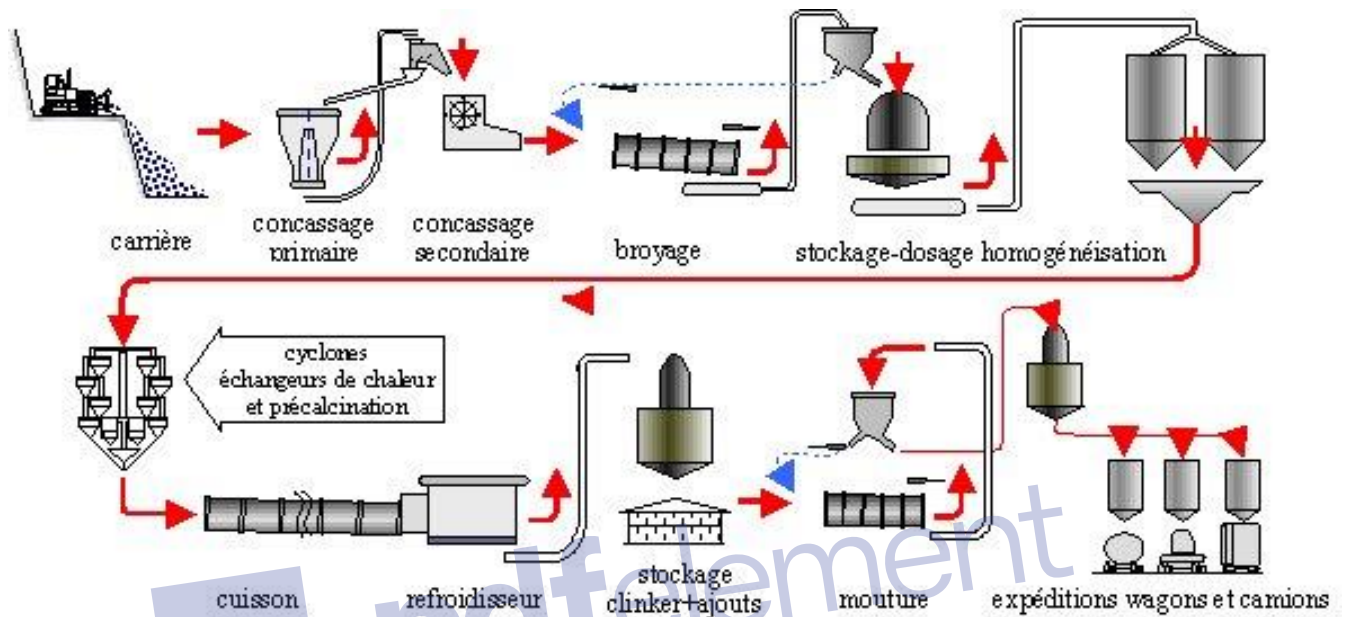 carrière
concassage
primaire
concassage
secondaire
broyage
stockage-dosage homogénéisation
cyclones
échangeurs de chaleur
et précalcination
cuisson
refroidisseur
stockage
clinker+ajouts
mouture
expéditions wagons et camions
element